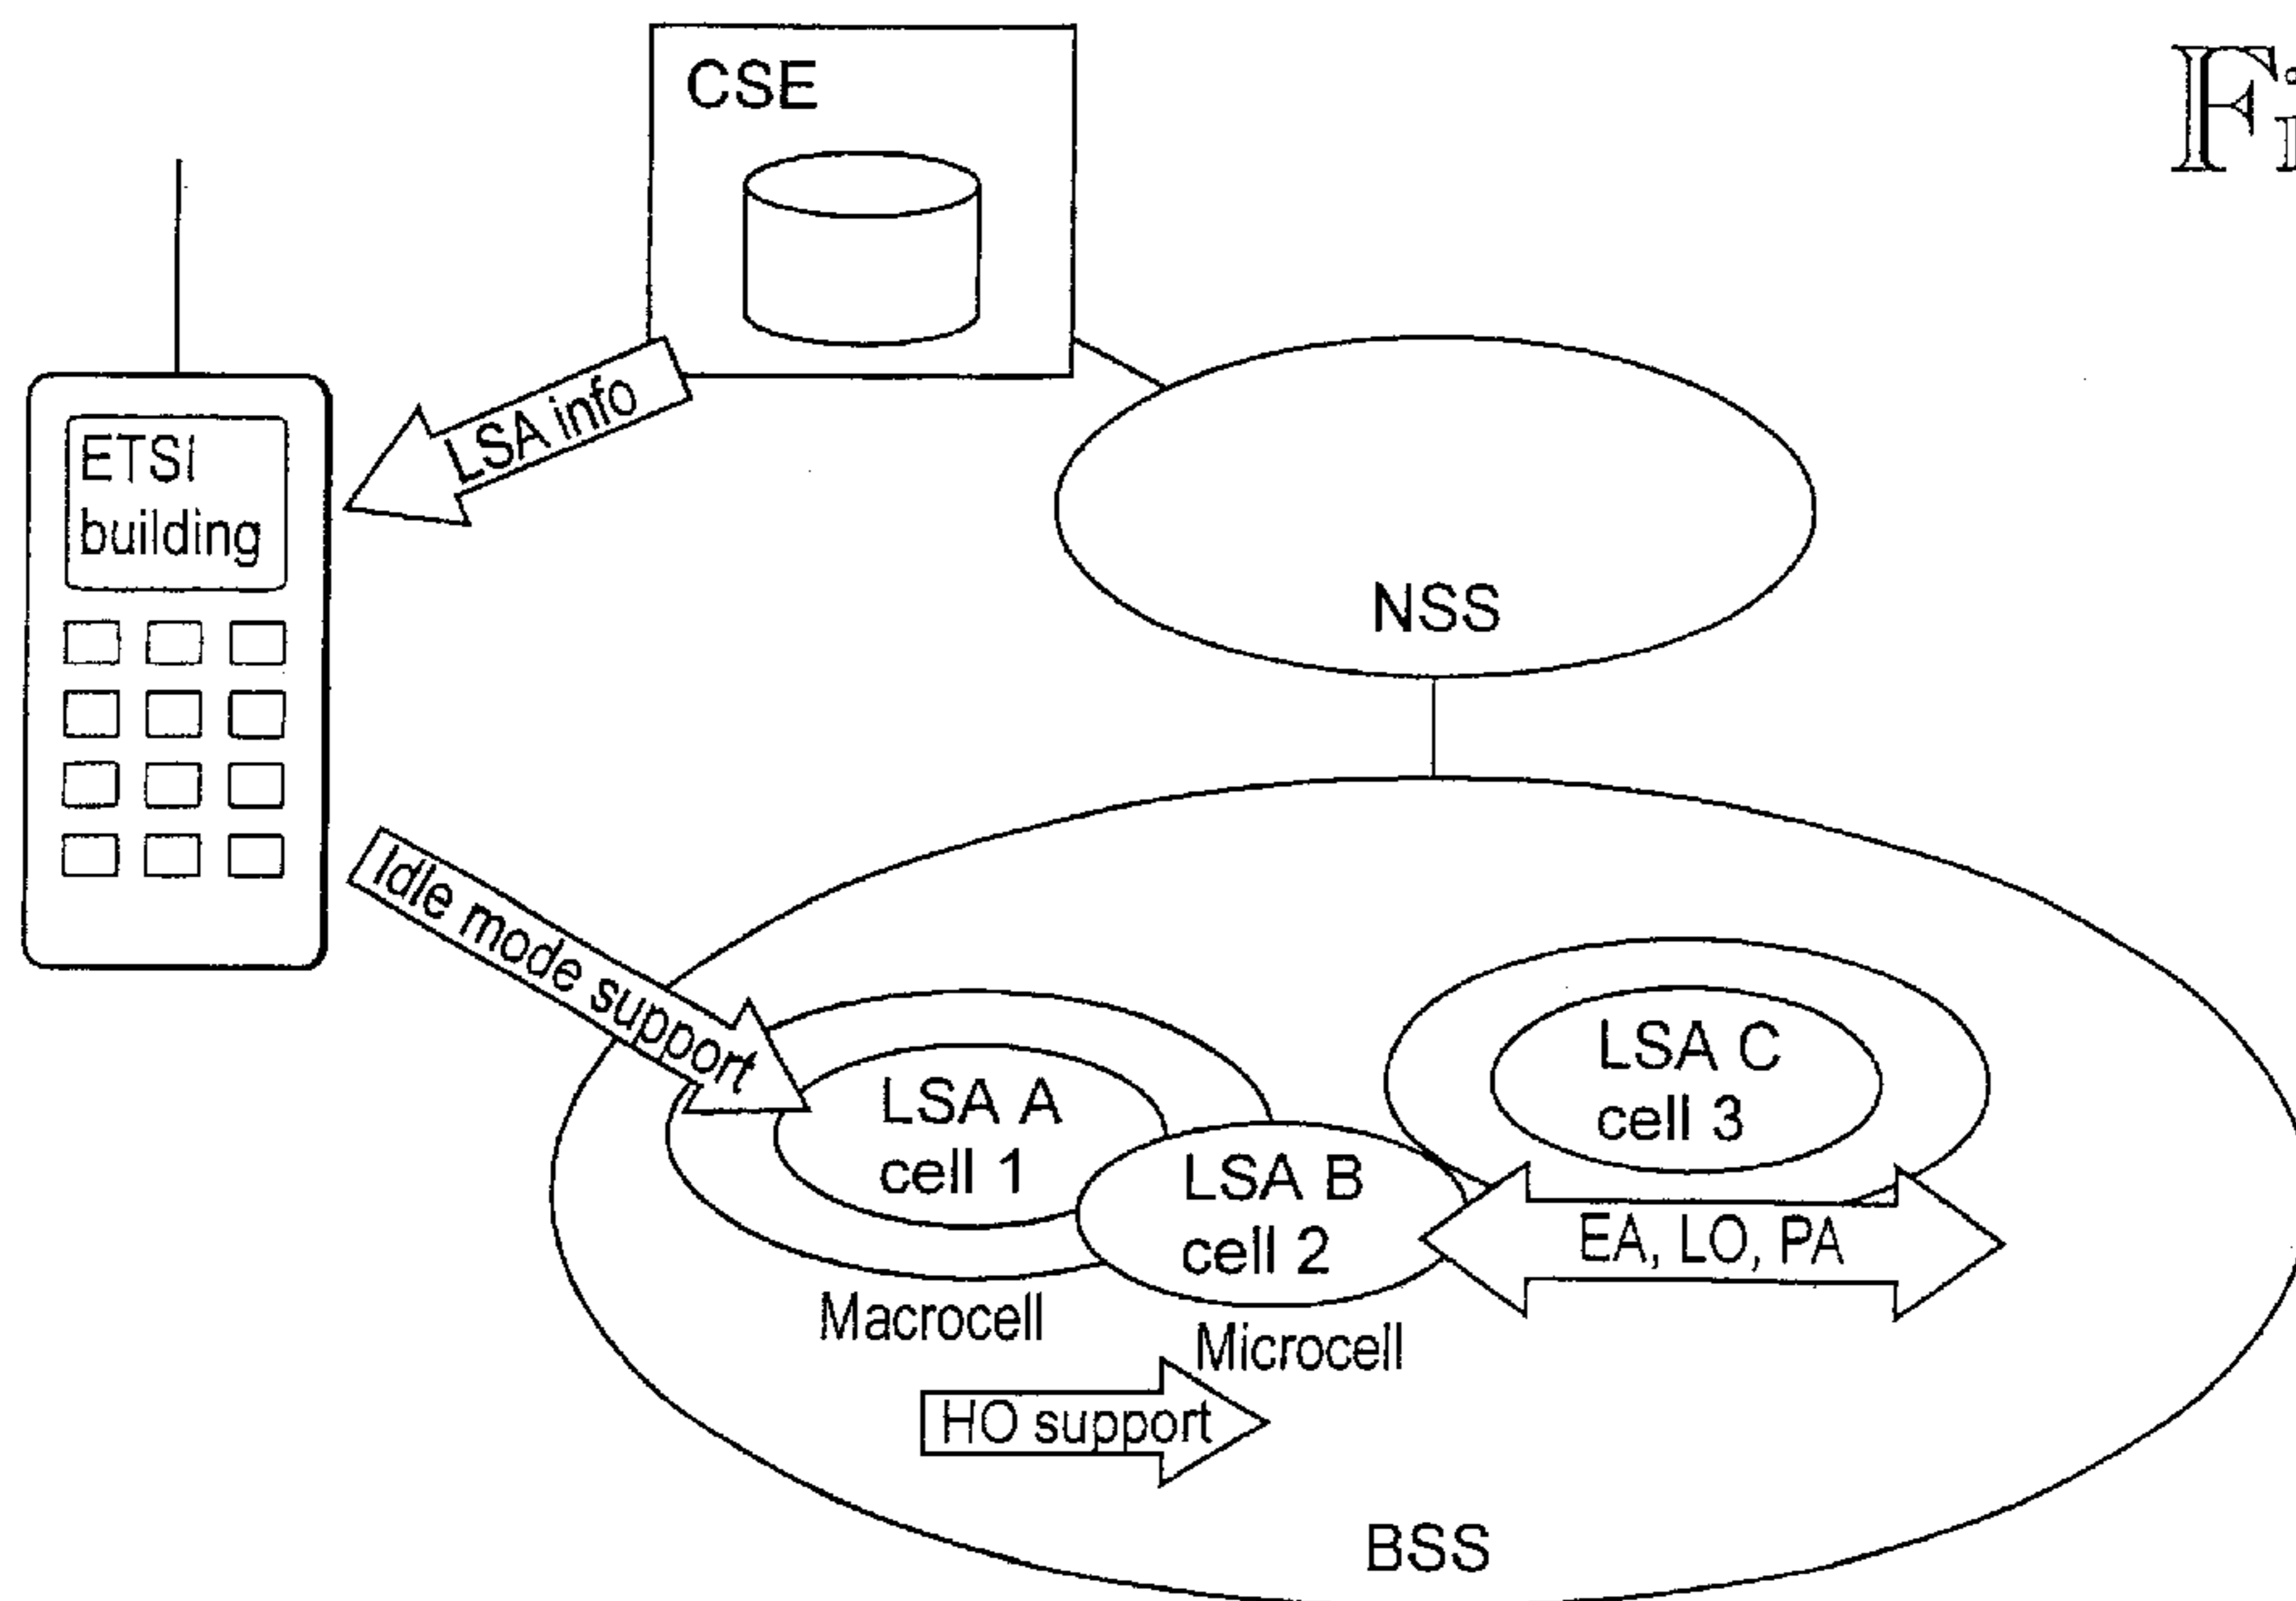 CSE
LSA info
ETSI
building
NSS
Idle mode support
LSA A
cell 1
LSA B
cell 2
LSA C
cell 3
EA, LO, PA
Macrocell
Microcell
HO support
BSS